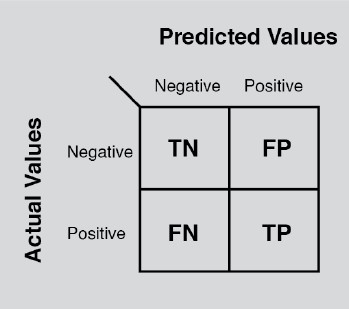 Predicted Values
Negative Positive
Actual Values
Negative TN FP
Positive FN TP